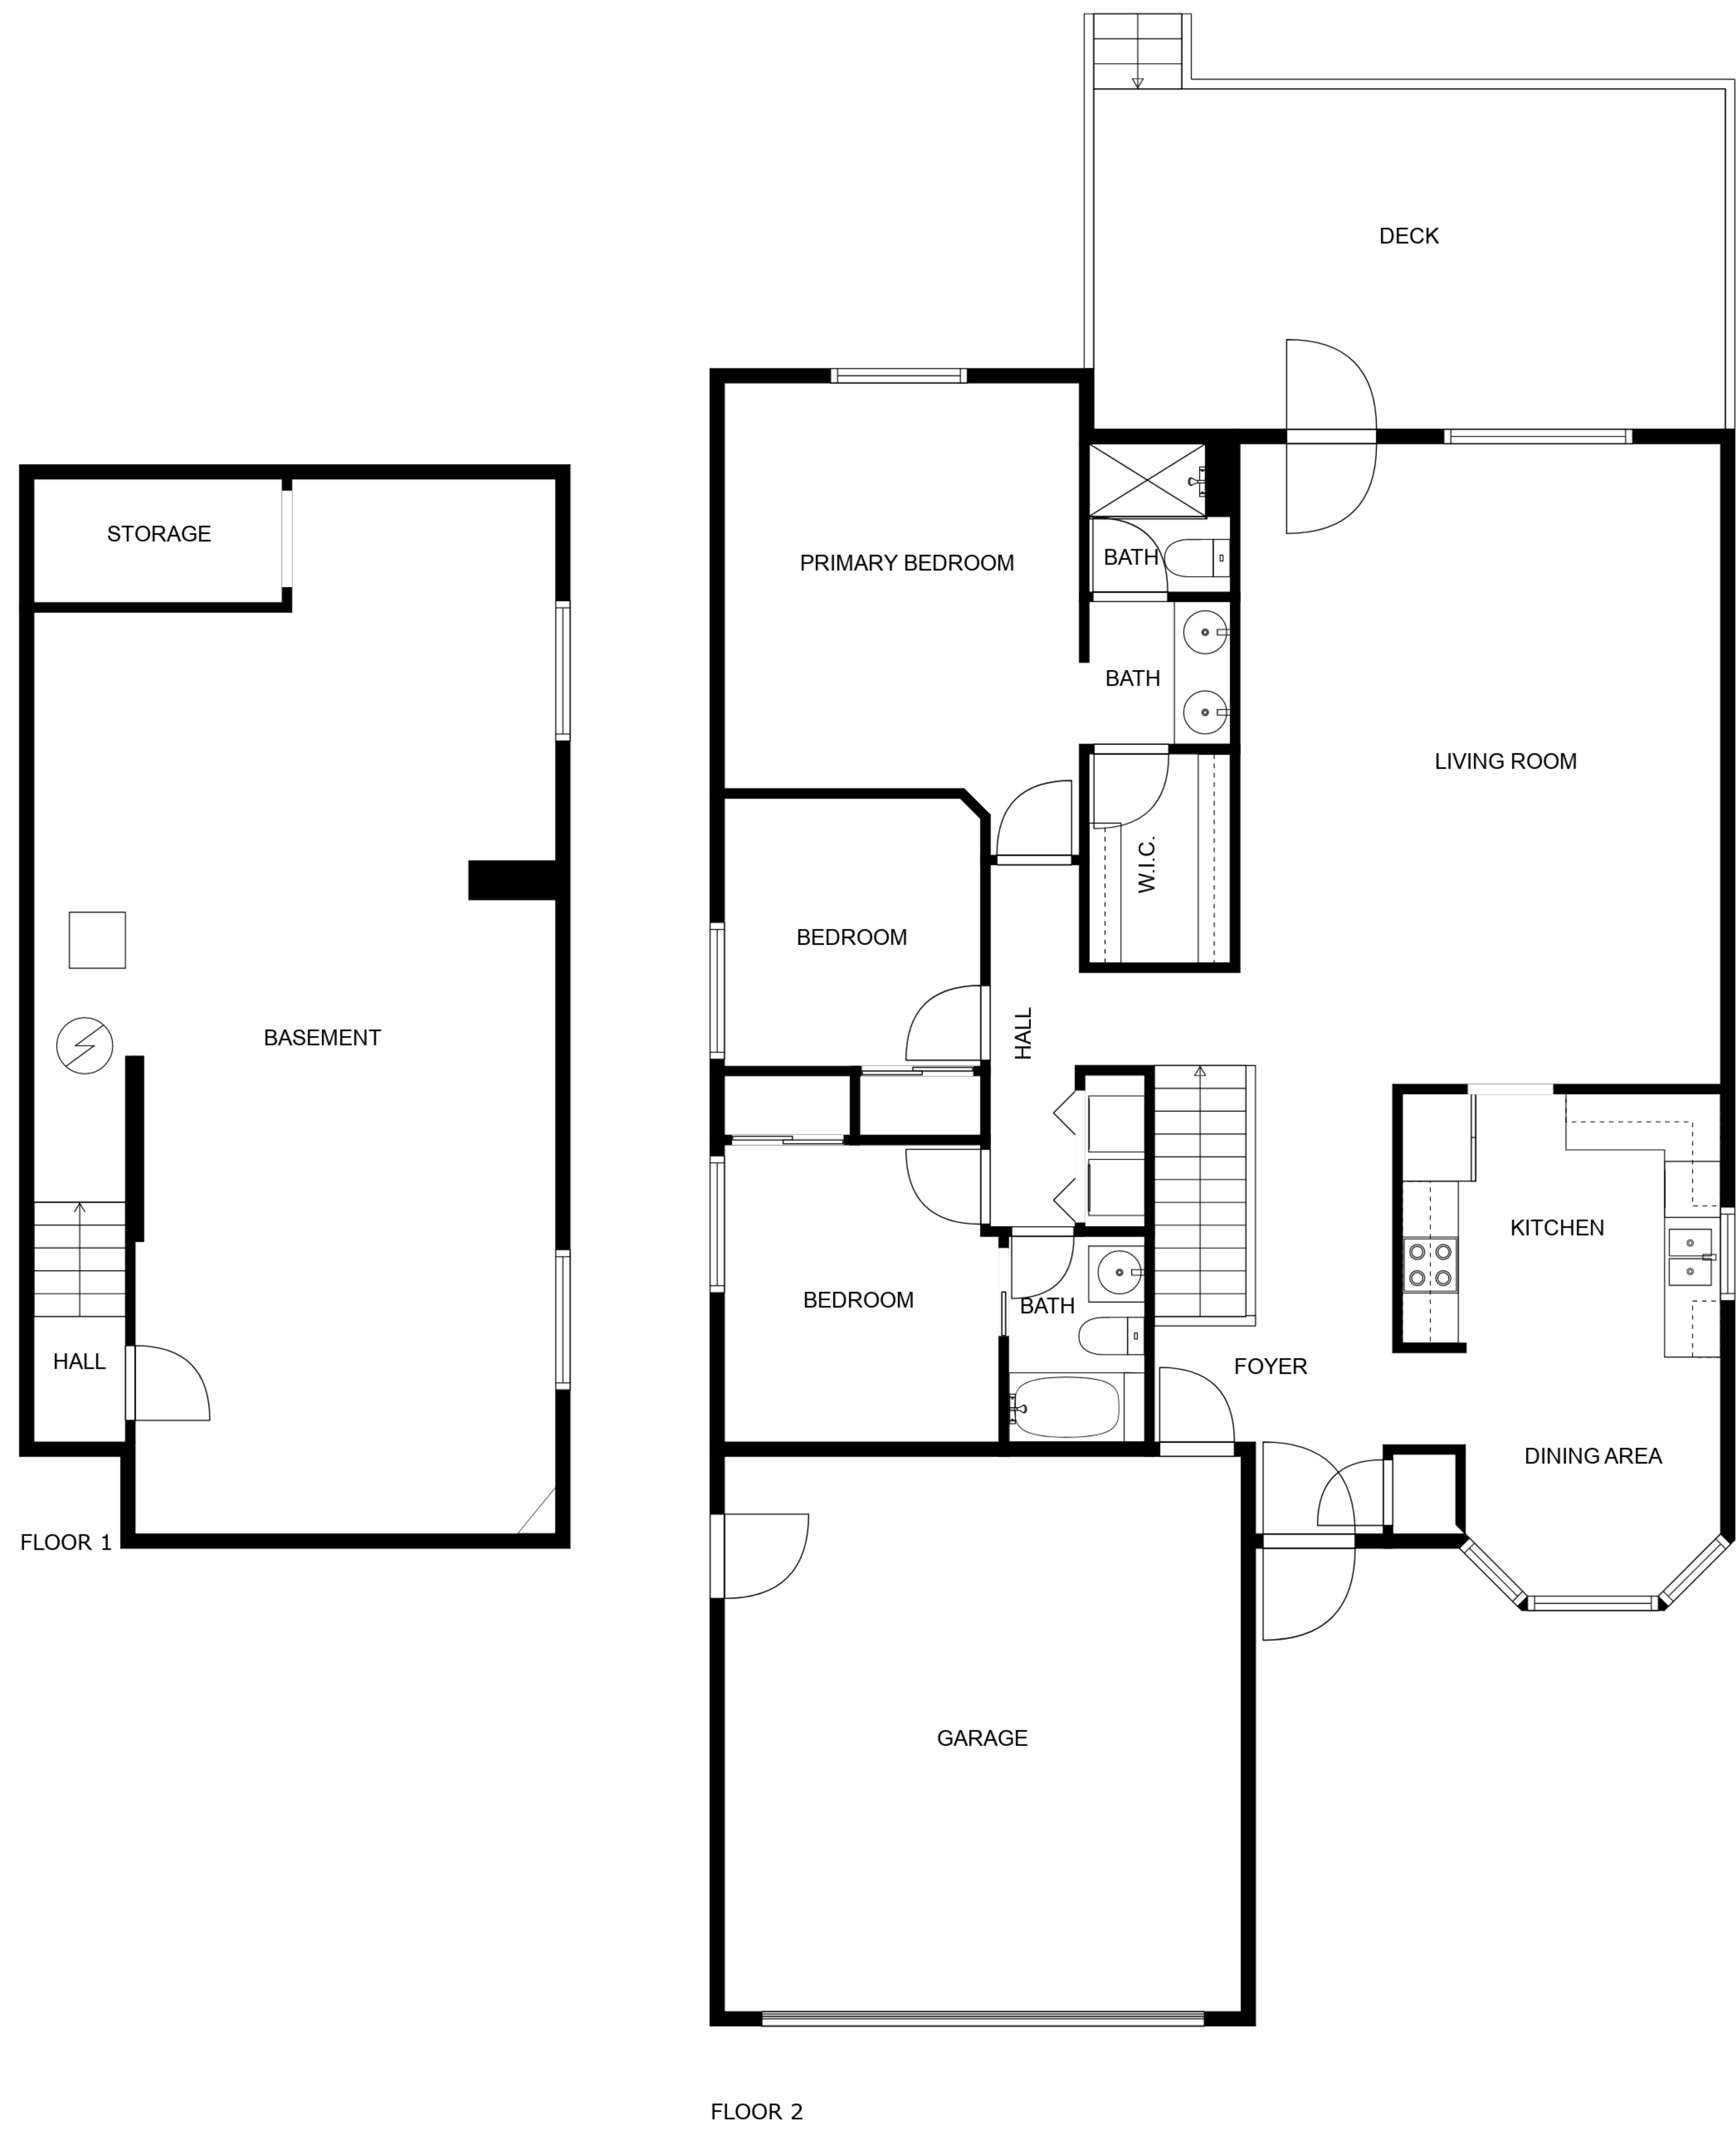 DECK
STORAGE
PRIMARY BEDROOM
BATH
BATH
LIVING ROOM
W.I.C.
BEDROOM
HALL
BASEMENT
KITCHEN
BEDROOM
BATH
HALL
FOYER
DINING AREA
FLOOR 1
GARAGE
FLOOR 2